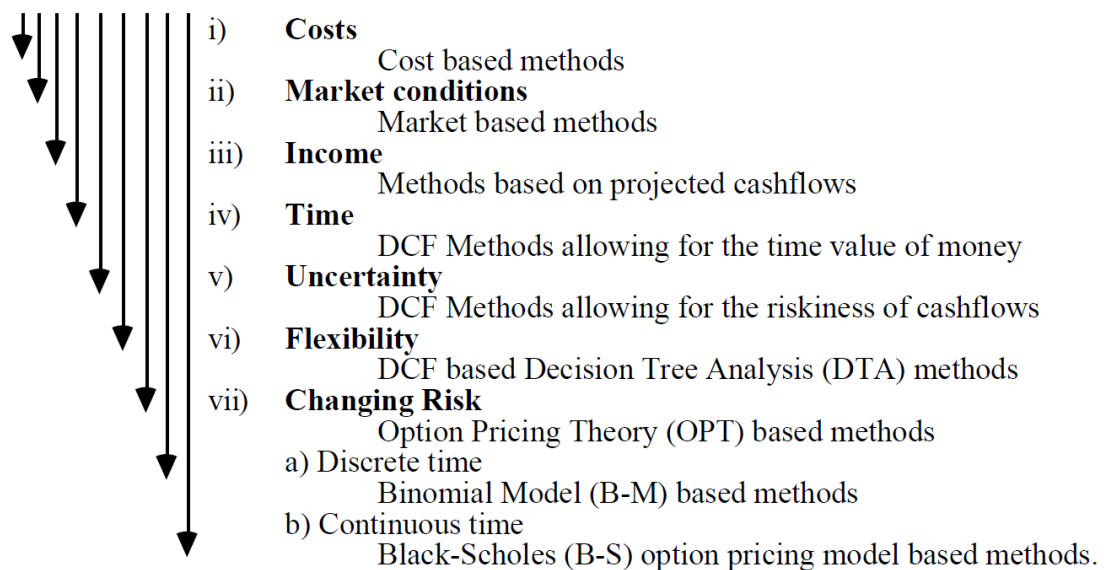 i) Costs
Cost based methods
ii) Market conditions
Market based methods
iii) Income
Methods based on projected cashflows
iv) Time
DCF Methods allowing for the time value of money
v) Uncertainty
DCF Methods allowing for the riskiness of cashflows
vi) Flexibility
DCF based Decision Tree Analysis (DTA) methods
vii) Changing Risk
Option Pricing Theory (OPT) based methods
a) Discrete time
Binomial Model (B-M) based methods
b) Continuous time
Black-Scholes (B-S) option pricing model based methods.